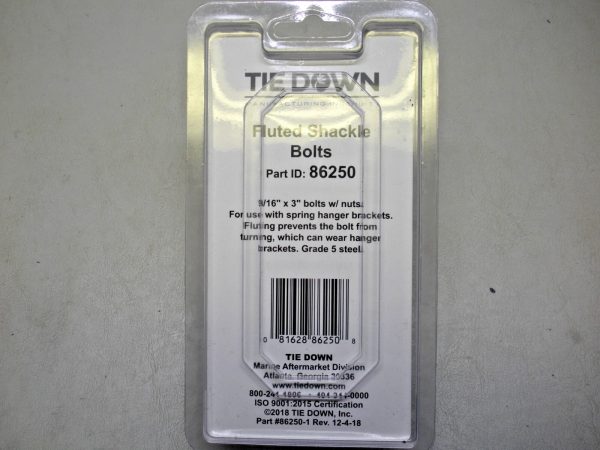 TIE DOWN
Fluted Shackle
Bolts
Part ID: 86250
9/16" x 3" bolts w/ nuts.
For use with spring hanger brackets.
Fluting prevents the bolt from
turning, which can wear hanger
brackets. Grade 5 steel.
0 81628 86250 8
TIE DOWN
Marine Aftermarket Division
Atlanta, Georgia 30336
www.tiedown.com
ISO 9001:2015 Certification
©2018 TIE DOWN, Inc.
Part #86250-1 Rev. 12-4-18